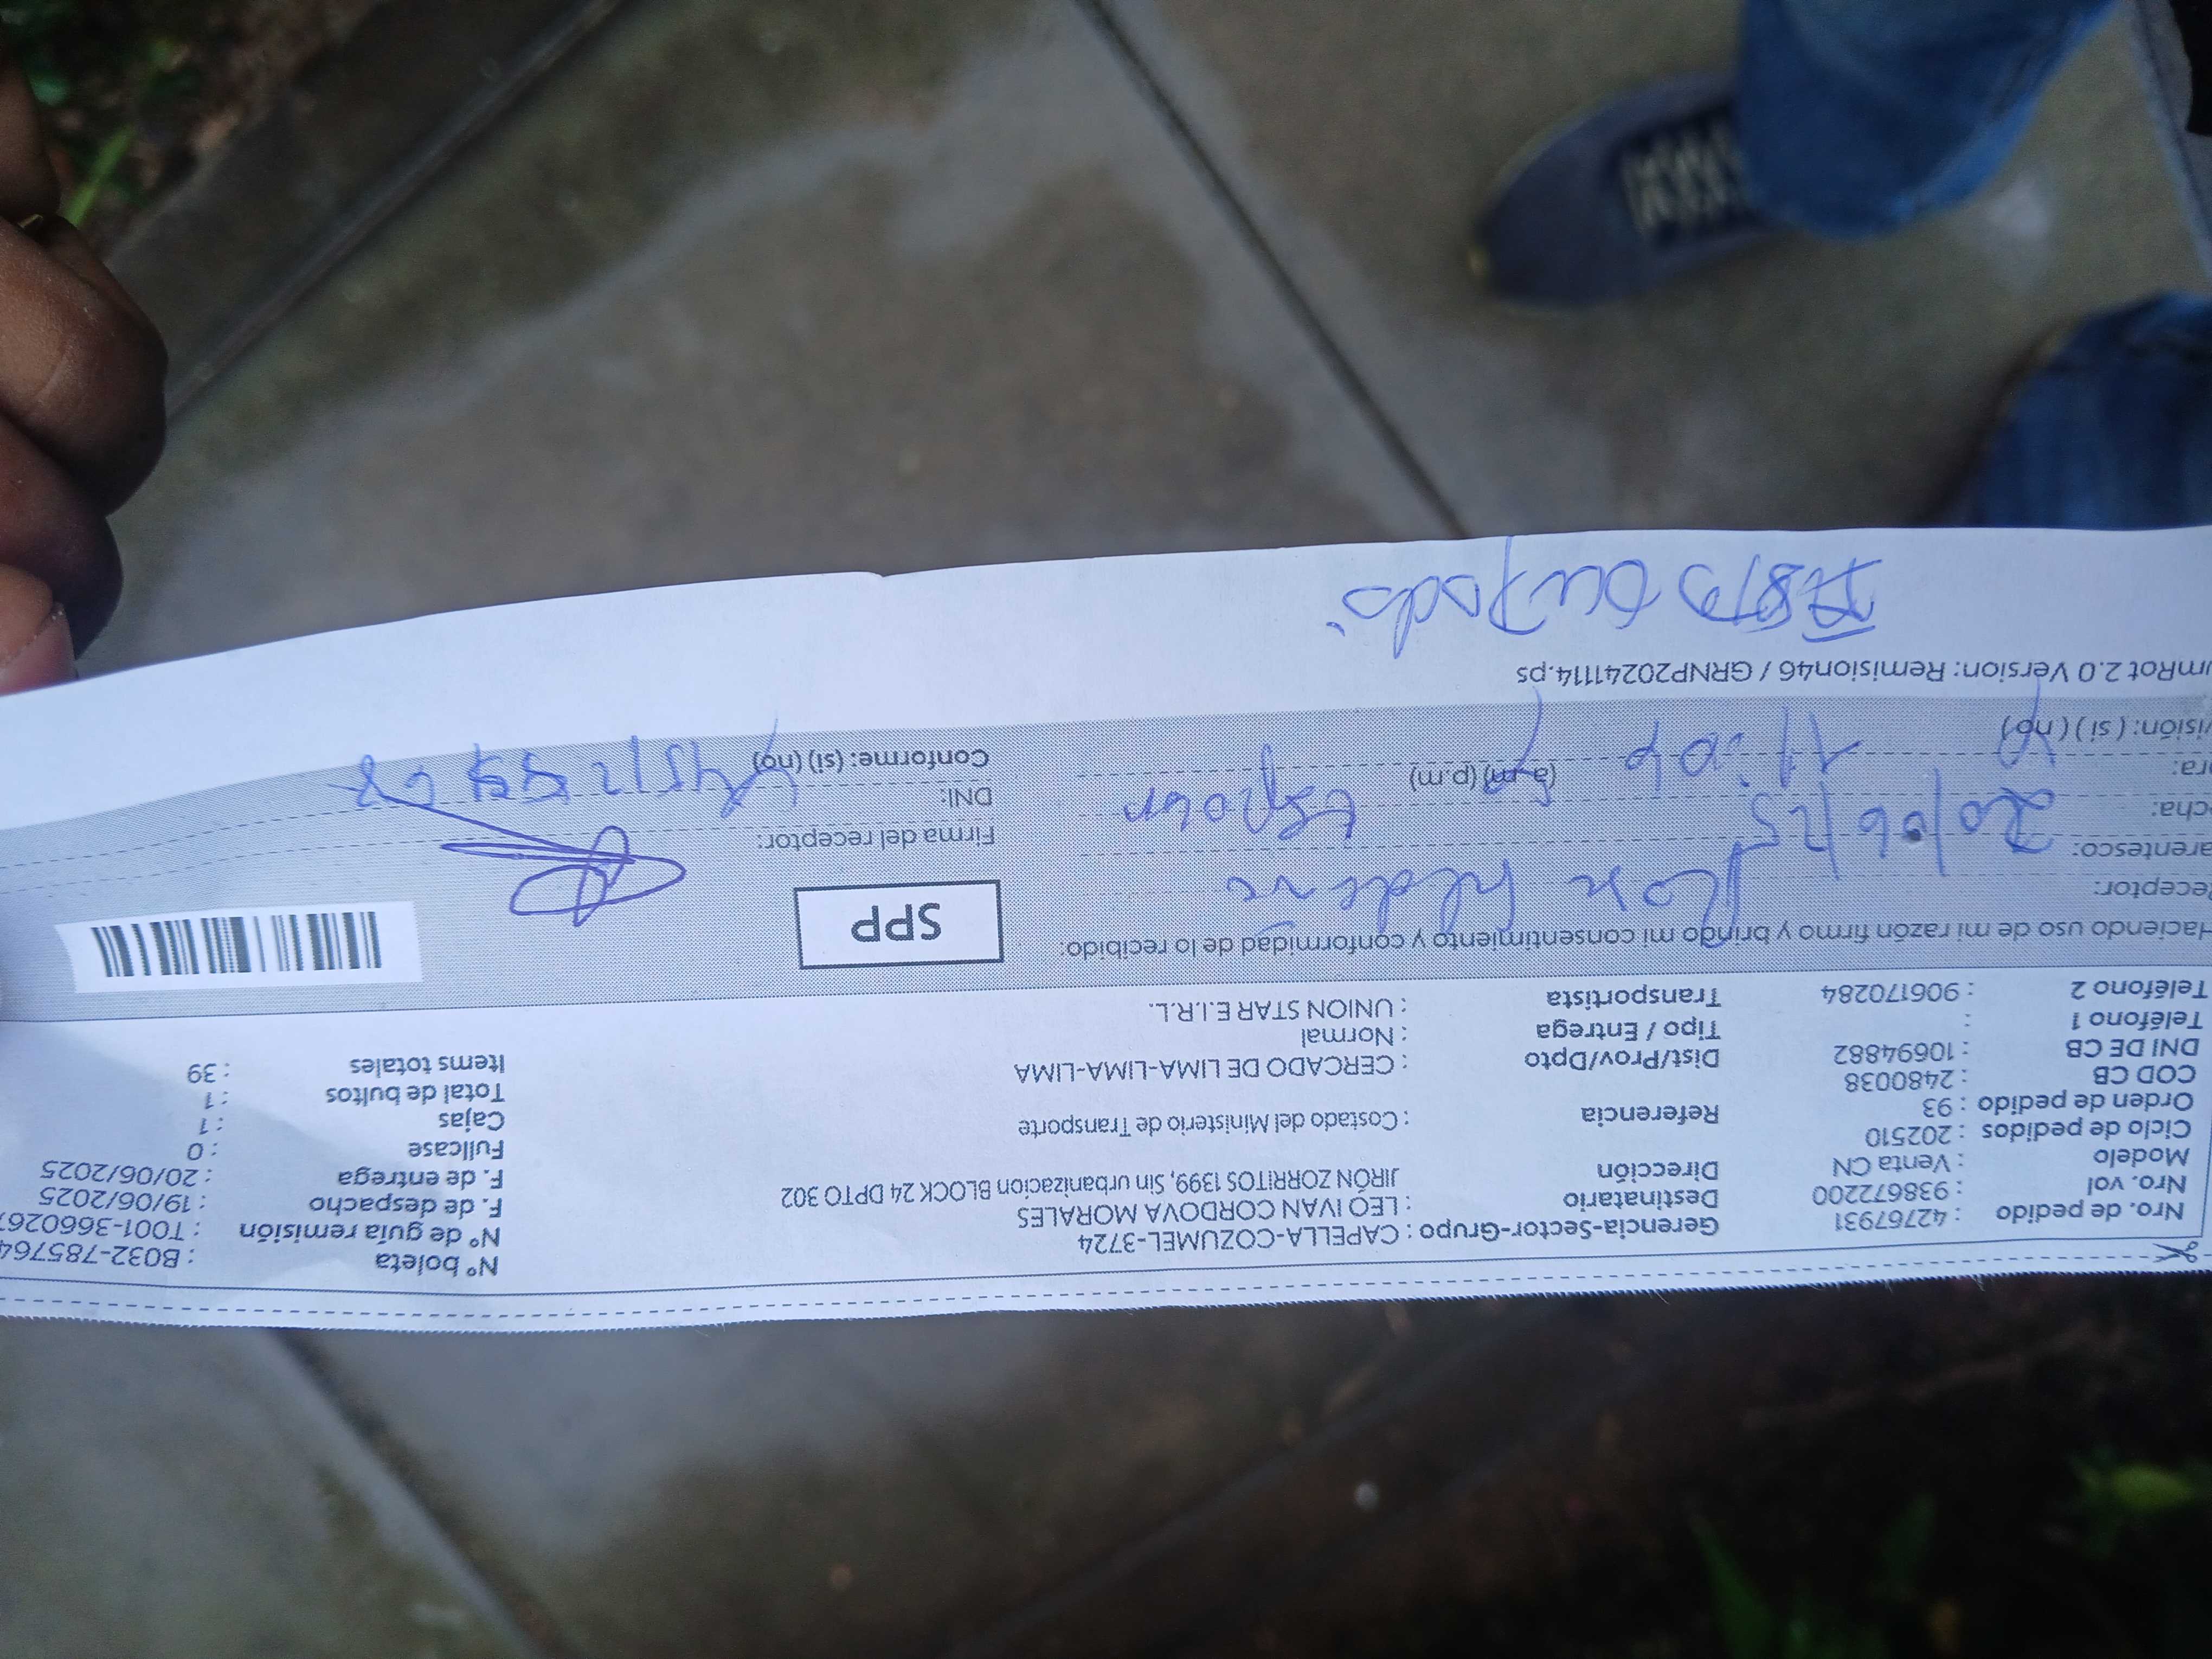 Nro. de pedido : 42767931 Gerencia-Sector-Grupo : CAPELLA-COZUMEL-3724 N° boleta : B032-785764
Nro. vol : 938672200 Destinatario : LEO IVAN CORDOVA MORALES N° de guía remisión : T001-366026
Modelo : Venta CN Dirección JIRÓN ZORRITOS 1399, Sin urbanizacion BLOCK 24 DPTO 302 F. de despacho : 19/06/2025
Ciclo de pedidos : 202510 F. de entrega : 20/06/2025
Orden de pedido : 93 Referencia : Costado del Ministerio de Transporte Fullcase : 0
COD CB : 2480038 Cajas : 1
DNI DE CB : 10694882 Dist/Prov/Dpto : CERCADO DE LIMA-LIMA-LIMA Total de bultos : 1
Teléfono 1 : Tipo / Entrega : Normal Items totales : 39
Teléfono 2 : 906170284 Transportista : UNION STAR E.I.R.L.
Haciendo uso de mi razón firmo y brindo mi consentimiento y conformidad de lo recibido: SPP
eceptor:
arentesco: Firma del receptor:
cha: 20/06/25 DNI:
ra: 11:04 (a.m) (p.m) Conforme: (si) (no)
visión: (si) (no)
mRot 2.0 Version: Remision46 / GRNP20241114.ps